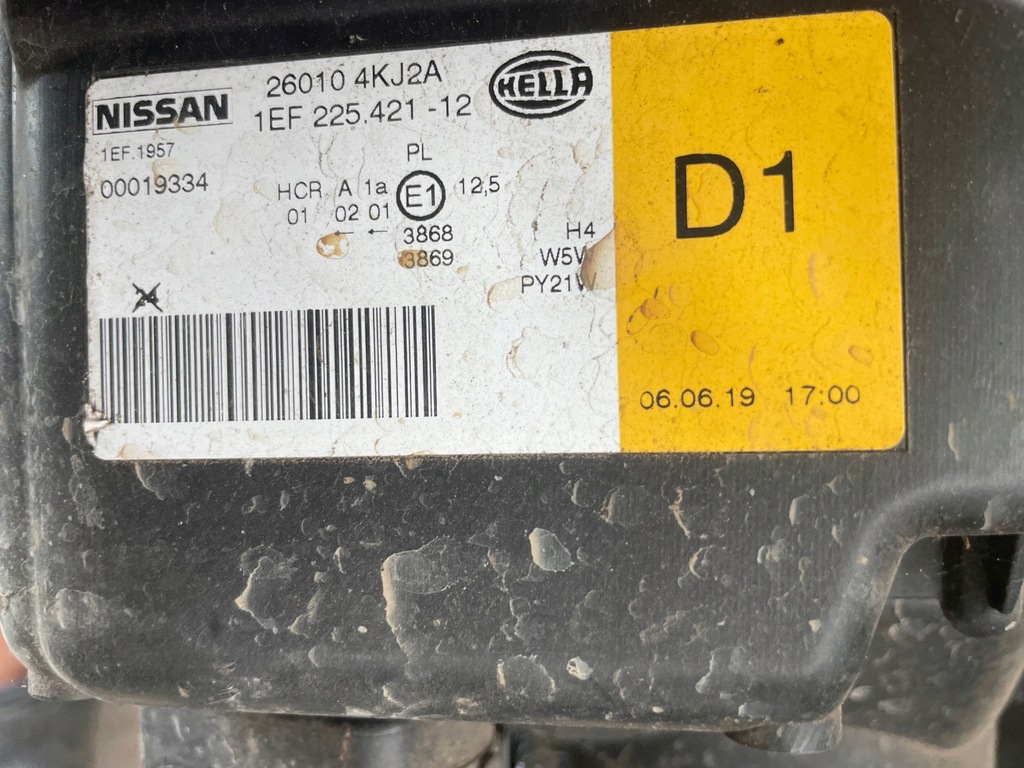 NISSAN
26010 4KJ2A
1EF 225.421 -12
HELLA
1EF.1957
00019334
PL
HCR A 1a E1 12,5
01 02 01
← ←
3868
3869
H4
W5W
PY21W
D1
06.06.19 17:00